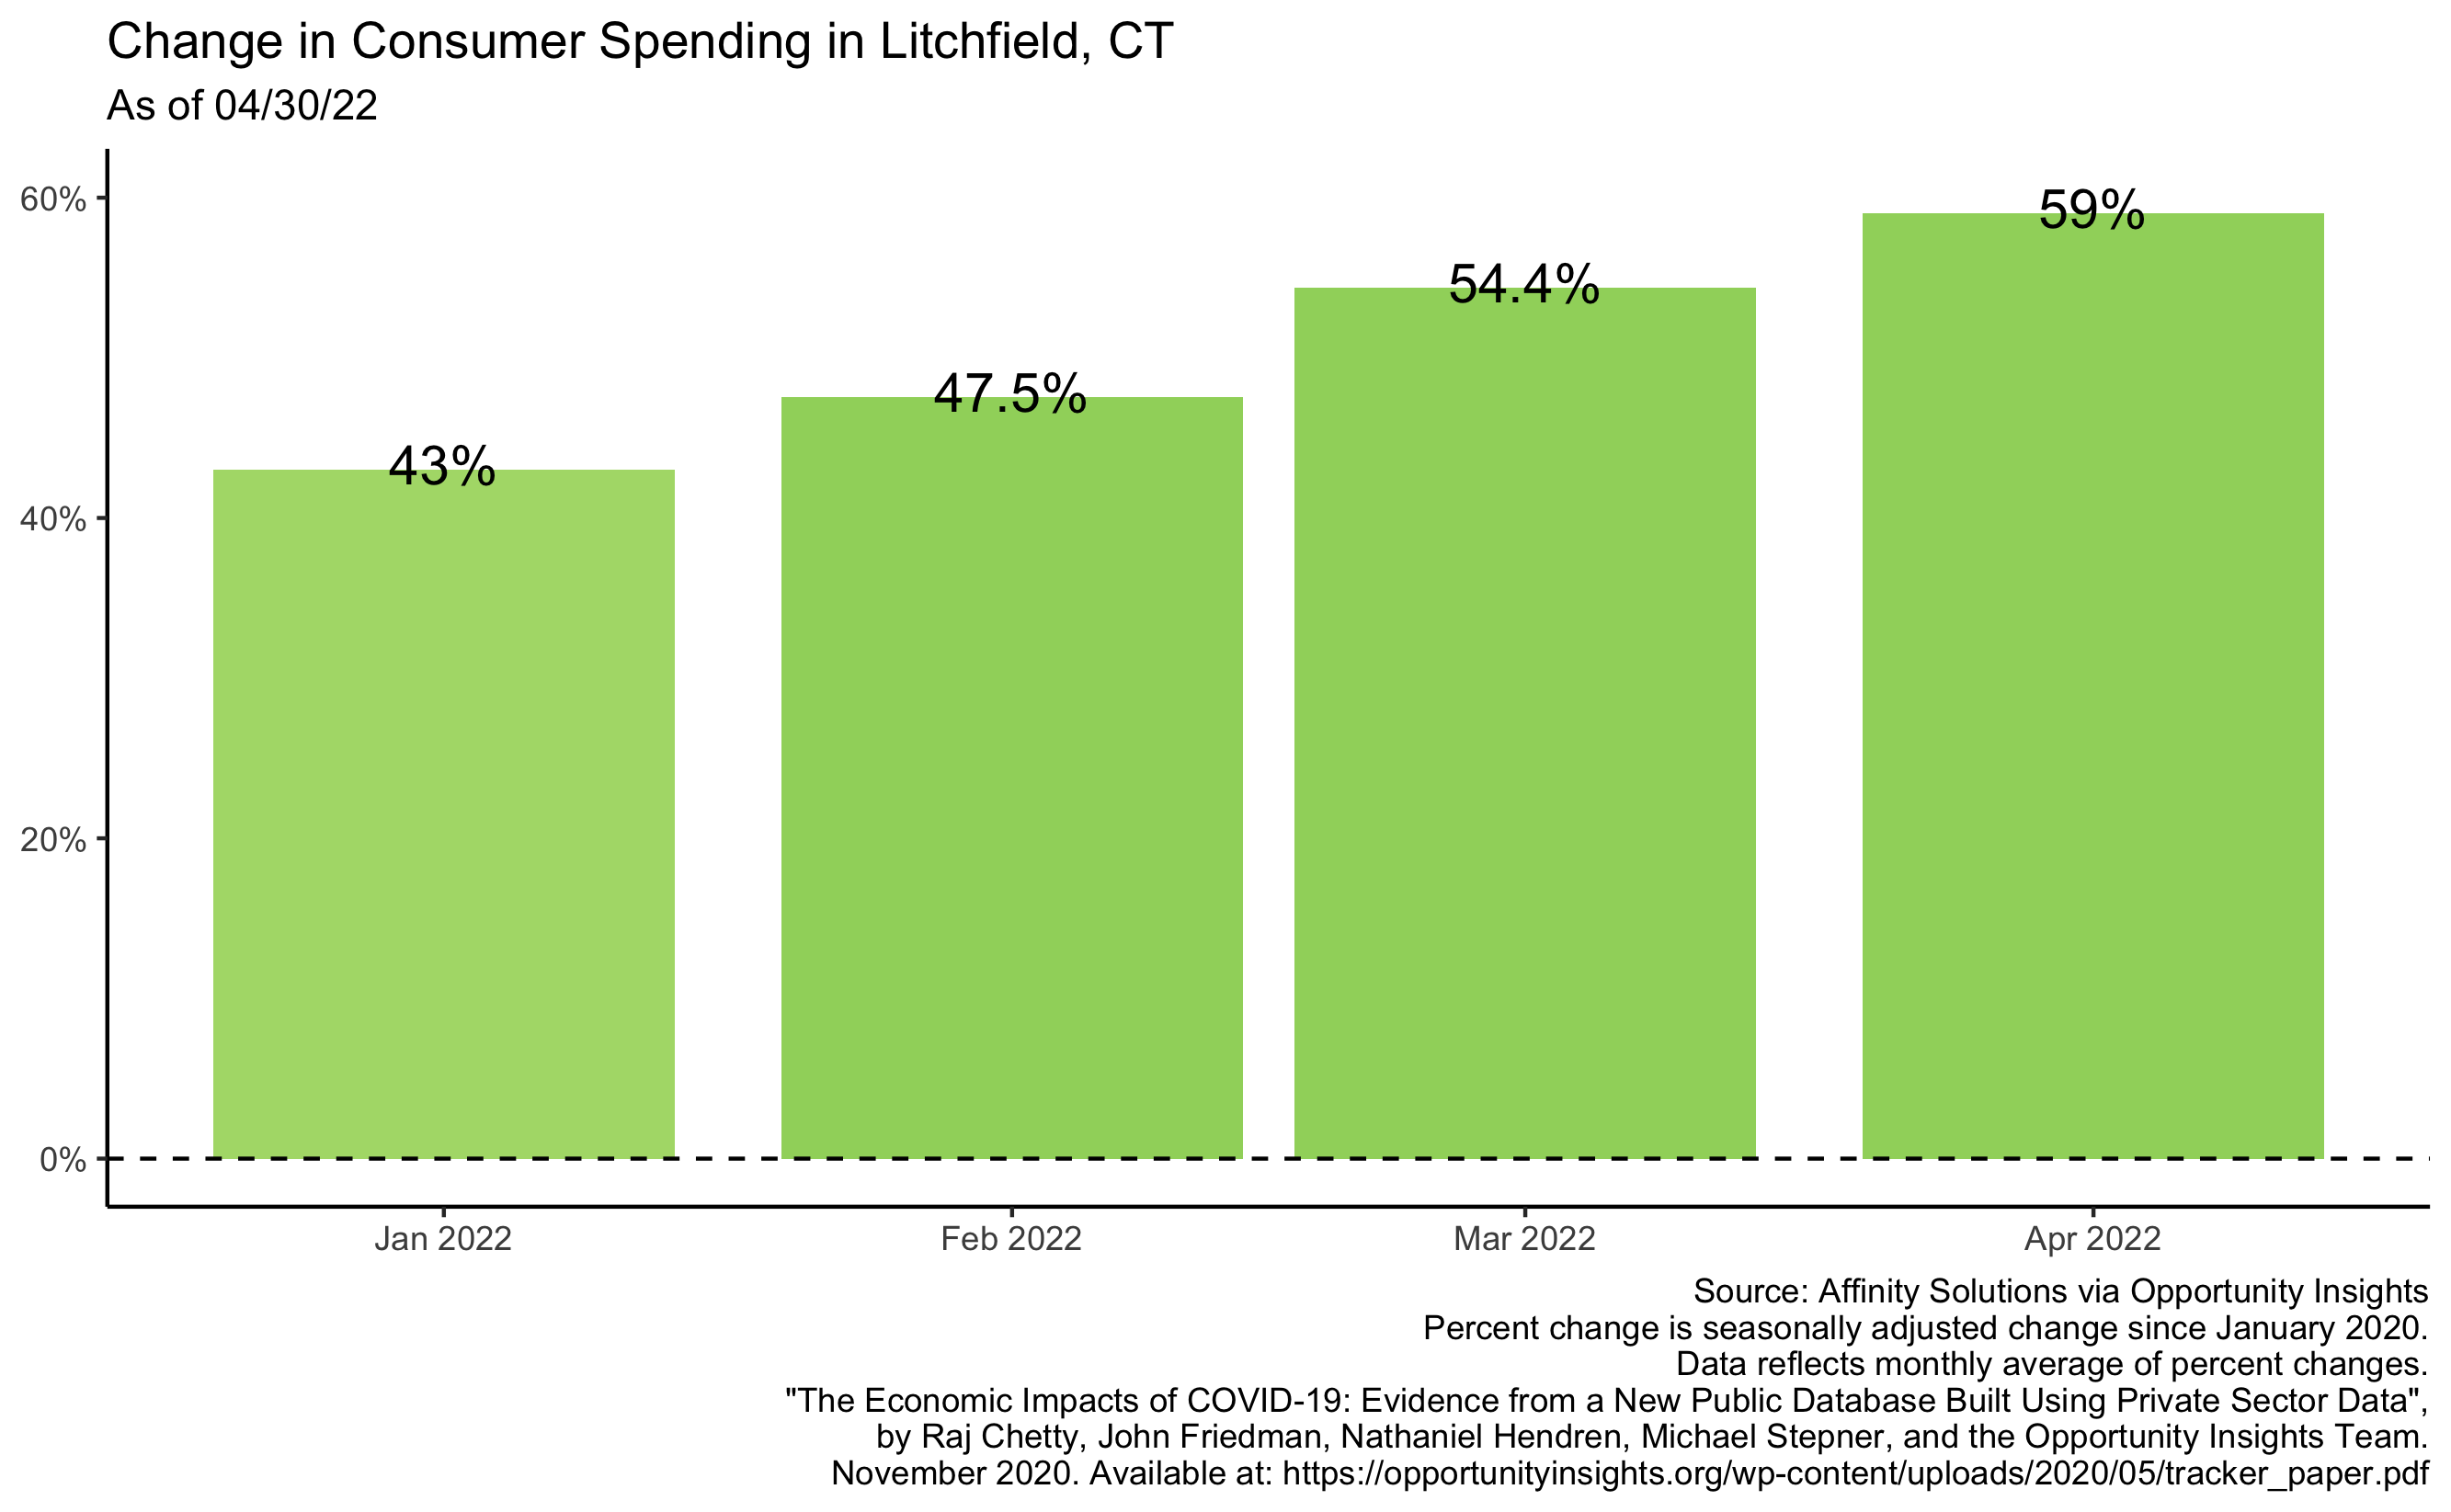 Change in Consumer Spending in Litchfield, CT
As of 04/30/22
60%
40%
20%
0%
43%
47.5%
54.4%
59%
Jan 2022
Feb 2022
Mar 2022
Apr 2022
Source: Affinity Solutions via Opportunity Insights
Percent change is seasonally adjusted change since January 2020.
Data reflects monthly average of percent changes.
"The Economic Impacts of COVID-19: Evidence from a New Public Database Built Using Private Sector Data",
by Raj Chetty, John Friedman, Nathaniel Hendren, Michael Stepner, and the Opportunity Insights Team.
November 2020. Available at: https://opportunityinsights.org/wp-content/uploads/2020/05/tracker_paper.pdf